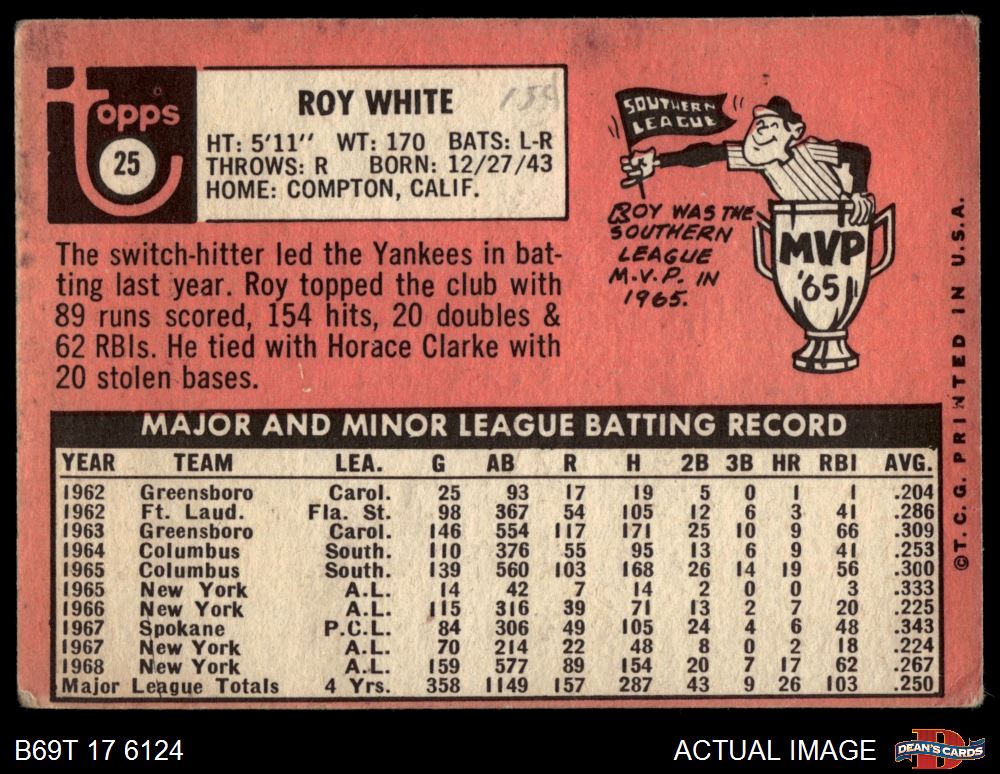 Topps
25
ROY WHITE
HT: 5'11" WT: 170 BATS: L-R
THROWS: R BORN: 12/27/43
HOME: COMPTON, CALIF.
SOUTHERN
LEAGUE
ROY WAS THE
SOUTHERN
LEAGUE
M.V.P. IN
1965.
MVP
'65
The switch-hitter led the Yankees in bat-
ting last year. Roy topped the club with
89 runs scored, 154 hits, 20 doubles &
62 RBIs. He tied with Horace Clarke with
20 stolen bases.
MAJOR AND MINOR LEAGUE BATTING RECORD
YEAR TEAM LEA. G AB R H 2B 3B HR RBI AVG.
1962 Greensboro Carol. 25 93 17 19 5 0 1 1 .204
1962 Ft. Laud. Fla. St. 98 367 54 105 12 6 3 41 .286
1963 Greensboro Carol. 146 554 117 171 25 10 9 66 .309
1964 Columbus South. 110 376 55 95 13 6 9 41 .253
1965 Columbus South. 139 560 103 168 26 14 19 56 .300
1965 New York A.L. 14 42 7 14 2 0 0 3 .333
1966 New York A.L. 115 316 39 71 13 2 7 20 .225
1967 Spokane P.C.L. 84 306 49 105 24 4 6 48 .343
1967 New York A.L. 70 214 22 48 8 0 2 18 .224
1968 New York A.L. 159 577 89 154 20 7 17 62 .267
Major League Totals 4 Yrs. 358 1149 157 287 43 9 26 103 .250
©T. C. G. PRINTED IN U.S.A.
B69T 17 6124
ACTUAL IMAGE
DEAN'S CARDS